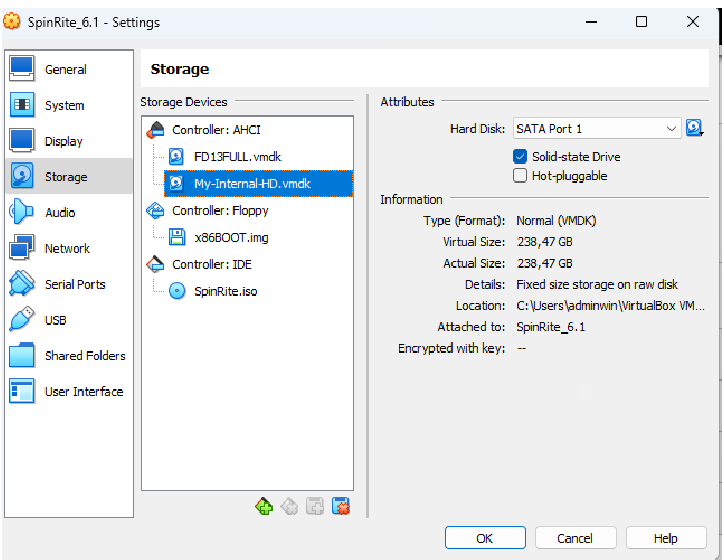 SpinRite_6.1 - Settings
General
System
Display
Storage
Audio
Network
Serial Ports
USB
Shared Folders
User Interface
Storage
Storage Devices
Controller: AHCI
FD13FULL.vmdk
My-Internal-HD.vmdk
Controller: Floppy
x86BOOT.img
Controller: IDE
SpinRite.iso
Attributes
Hard Disk: SATA Port 1
Solid-state Drive
Hot-pluggable
Information
Type (Format): Normal (VMDK)
Virtual Size: 238,47 GB
Actual Size: 238,47 GB
Details: Fixed size storage on raw disk
Location: C:\Users\adminwin\VirtualBox VM...
Attached to: SpinRite_6.1
Encrypted with key: --
OK Cancel Help